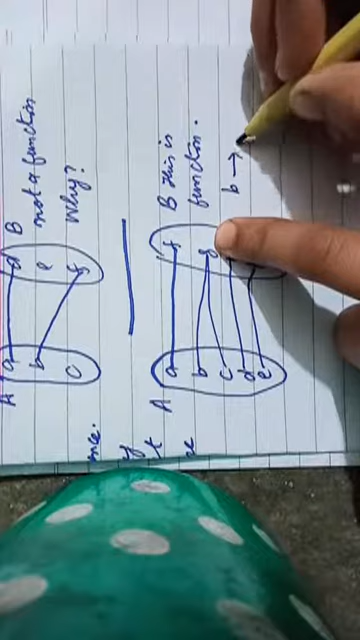 A B
a d
not a function
b e
c
Why?
me.
A B This is
a f
function.
b g
c
b →
d
e